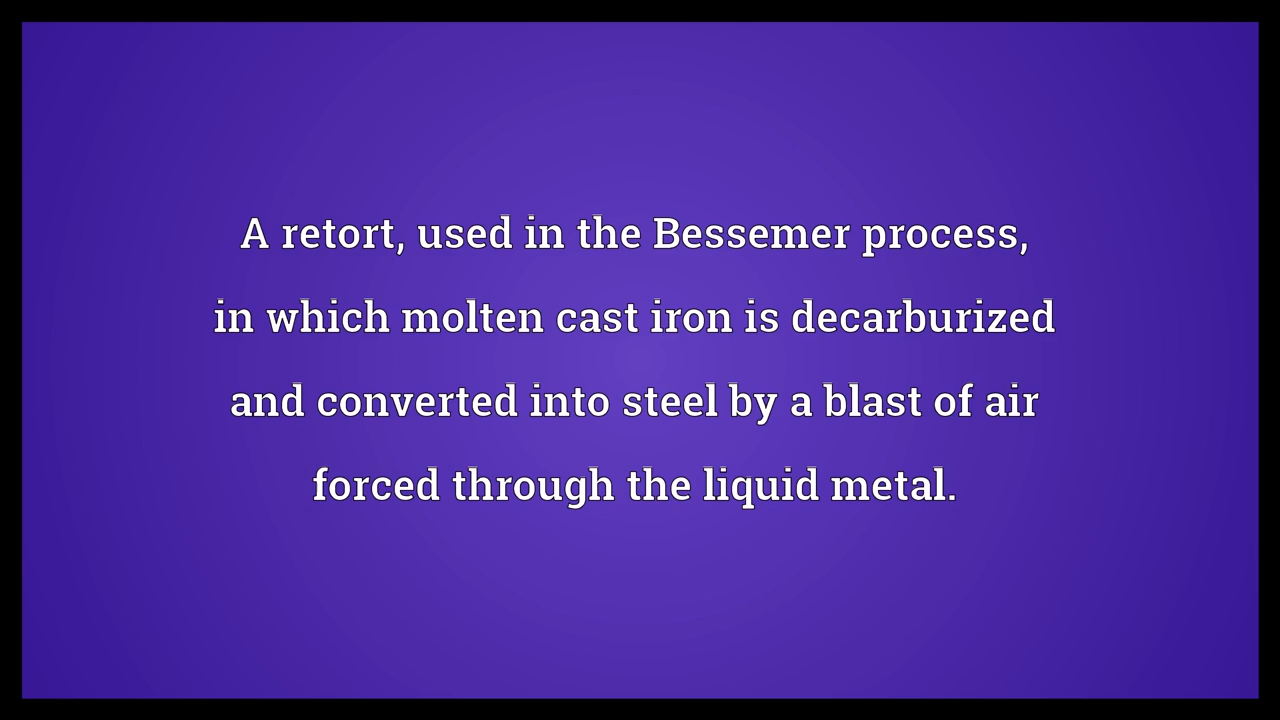 A retort, used in the Bessemer process,
in which molten cast iron is decarburized
and converted into steel by a blast of air
forced through the liquid metal.